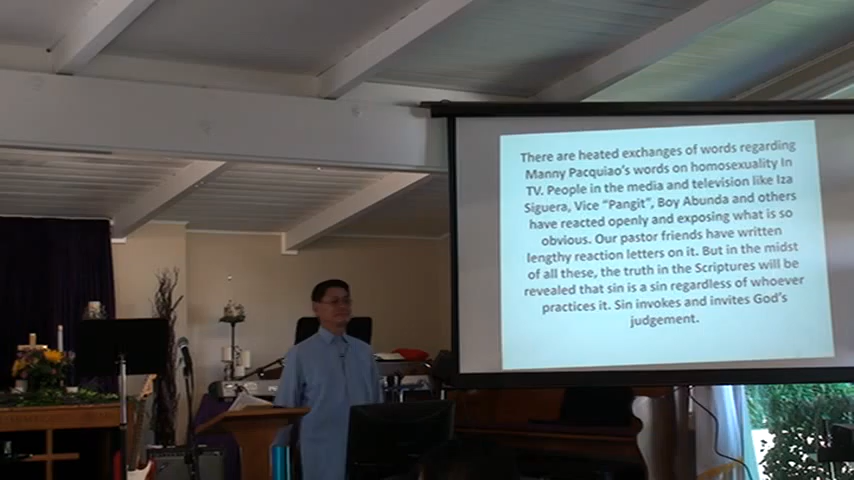 There are heated exchanges of words regarding
Manny Pacquiao's words on homosexuality In
TV. People in the media and television like Iza
Siguera, Vice "Pangit", Boy Abunda and others
have reacted openly and exposing what is so
obvious. Our pastor friends have written
lengthy reaction letters on it. But in the midst
of all these, the truth in the Scriptures will be
revealed that sin is a sin regardless of whoever
practices it. Sin invokes and invites God's
judgement.